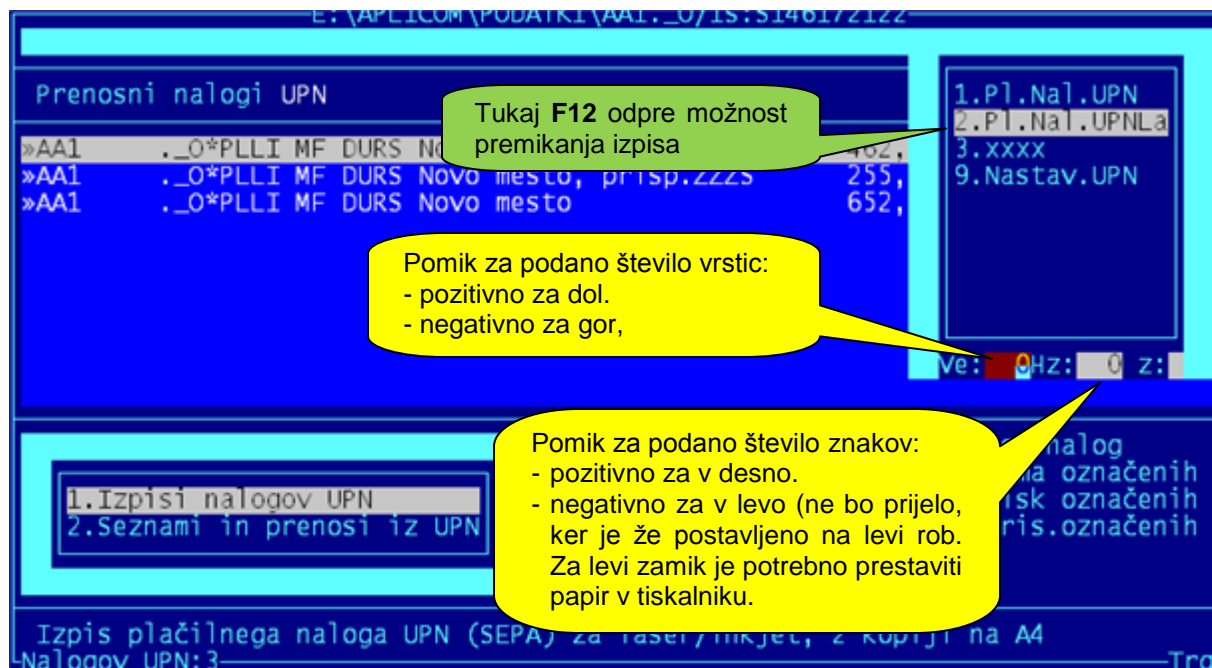 E:\APLICOM\PODATKI\AA1._O/IS:S146172122
Prenosni nalogi UPN
»AA1 ._O*PLLI MF DURS No 462,
»AA1 ._O*PLLI MF DURS Novo mesto, prisp.ZZZS 255,
»AA1 ._O*PLLI MF DURS Novo mesto 652,
Tukaj F12 odpre možnost
premikanja izpisa
1.Pl.Nal.UPN
2.Pl.Nal.UPNLa
3.xxxx
9.Nastav.UPN
Pomik za podano število vrstic:
- pozitivno za dol.
- negativno za gor,
Ve: 0Hz: 0 z:
Pomik za podano število znakov:
- pozitivno za v desno.
- negativno za v levo (ne bo prijelo,
ker je že postavljeno na levi rob.
Za levi zamik je potrebno prestaviti
papir v tiskalniku.
nalog
označenih
isk označenih
ris.označenih
1.Izpisi nalogov UPN
2.Seznami in prenosi iz UPN
Izpis plačilnega naloga UPN (SEPA) za laser/inkjet, 2 kopiji na A4
Nalogov UPN:3